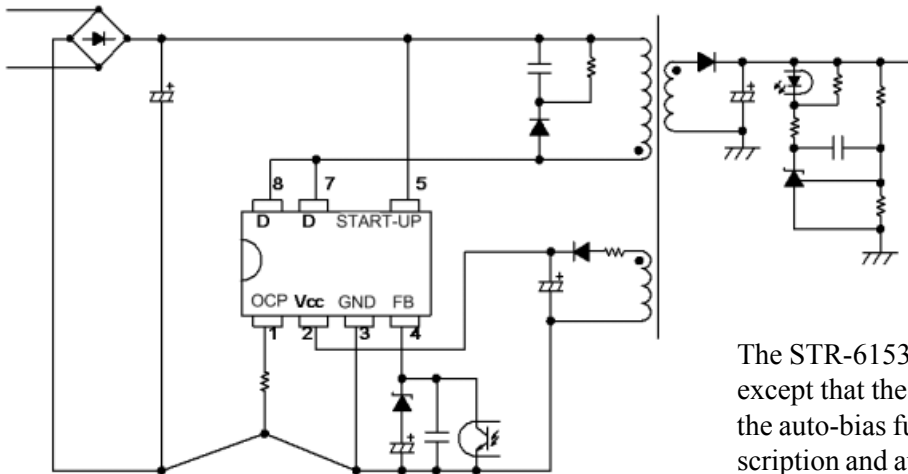 8 7 5
D D START-UP
OCP Vcc GND FB
1 2 3 4
+
+
+
+
The STR-6153
except that the
the auto-bias fu
scription and a